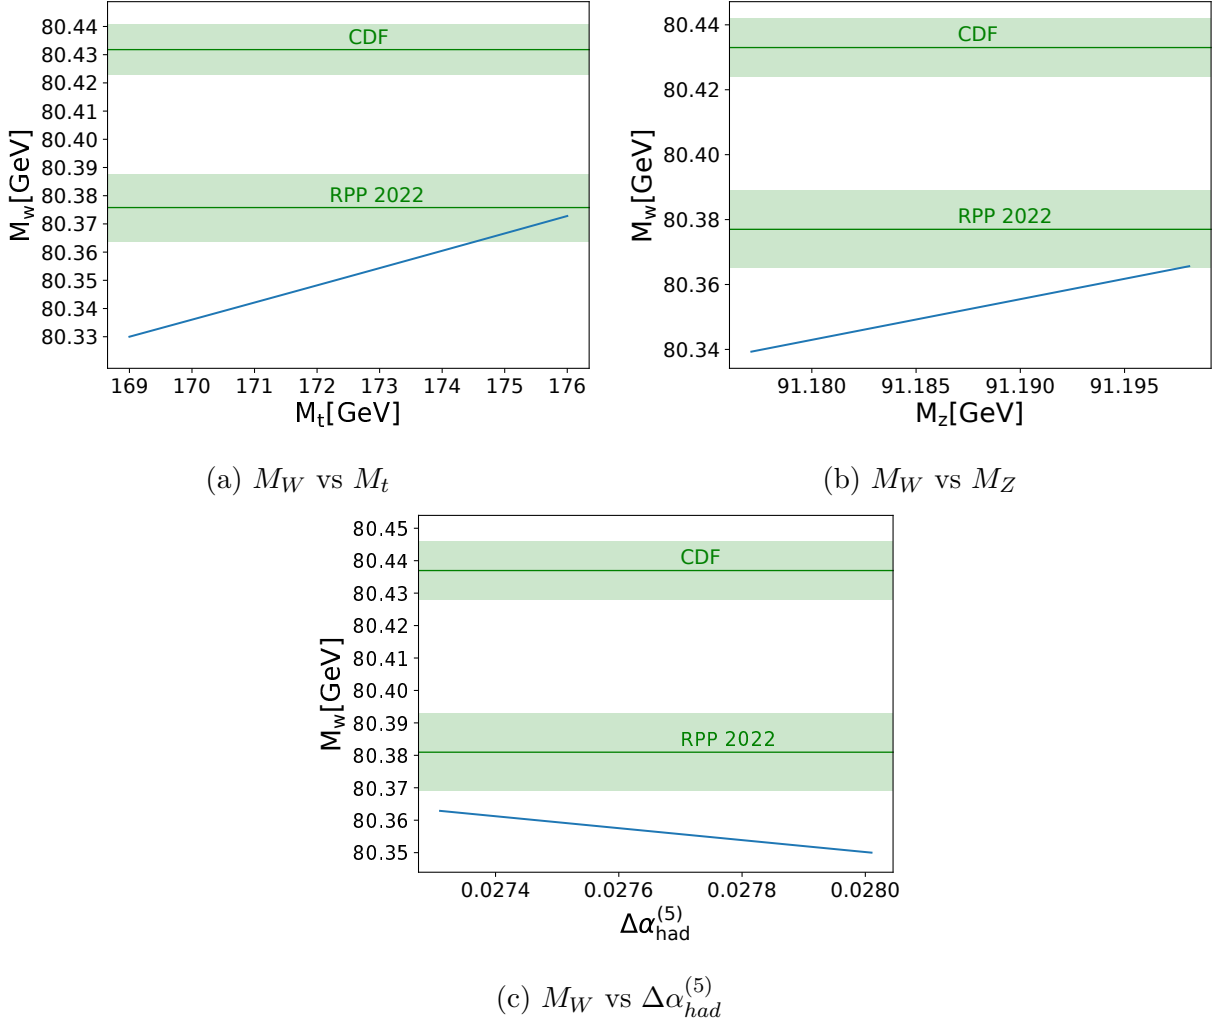 80.44
80.43
80.42
80.41
80.40
80.39
80.38
80.37
80.36
80.35
80.34
80.33
M_w[GeV]
CDF
RPP 2022
169 170 171 172 173 174 175 176
M_t[GeV]
(a) M_W vs M_t
80.44
80.42
80.40
80.38
80.36
80.34
M_w[GeV]
CDF
RPP 2022
91.180 91.185 91.190 91.195
M_z[GeV]
(b) M_W vs M_Z
80.45
80.44
80.43
80.42
80.41
80.40
80.39
80.38
80.37
80.36
80.35
M_w[GeV]
CDF
RPP 2022
0.0274 0.0276 0.0278 0.0280
Δα_had^(5)
(c) M_W vs Δα_had^(5)